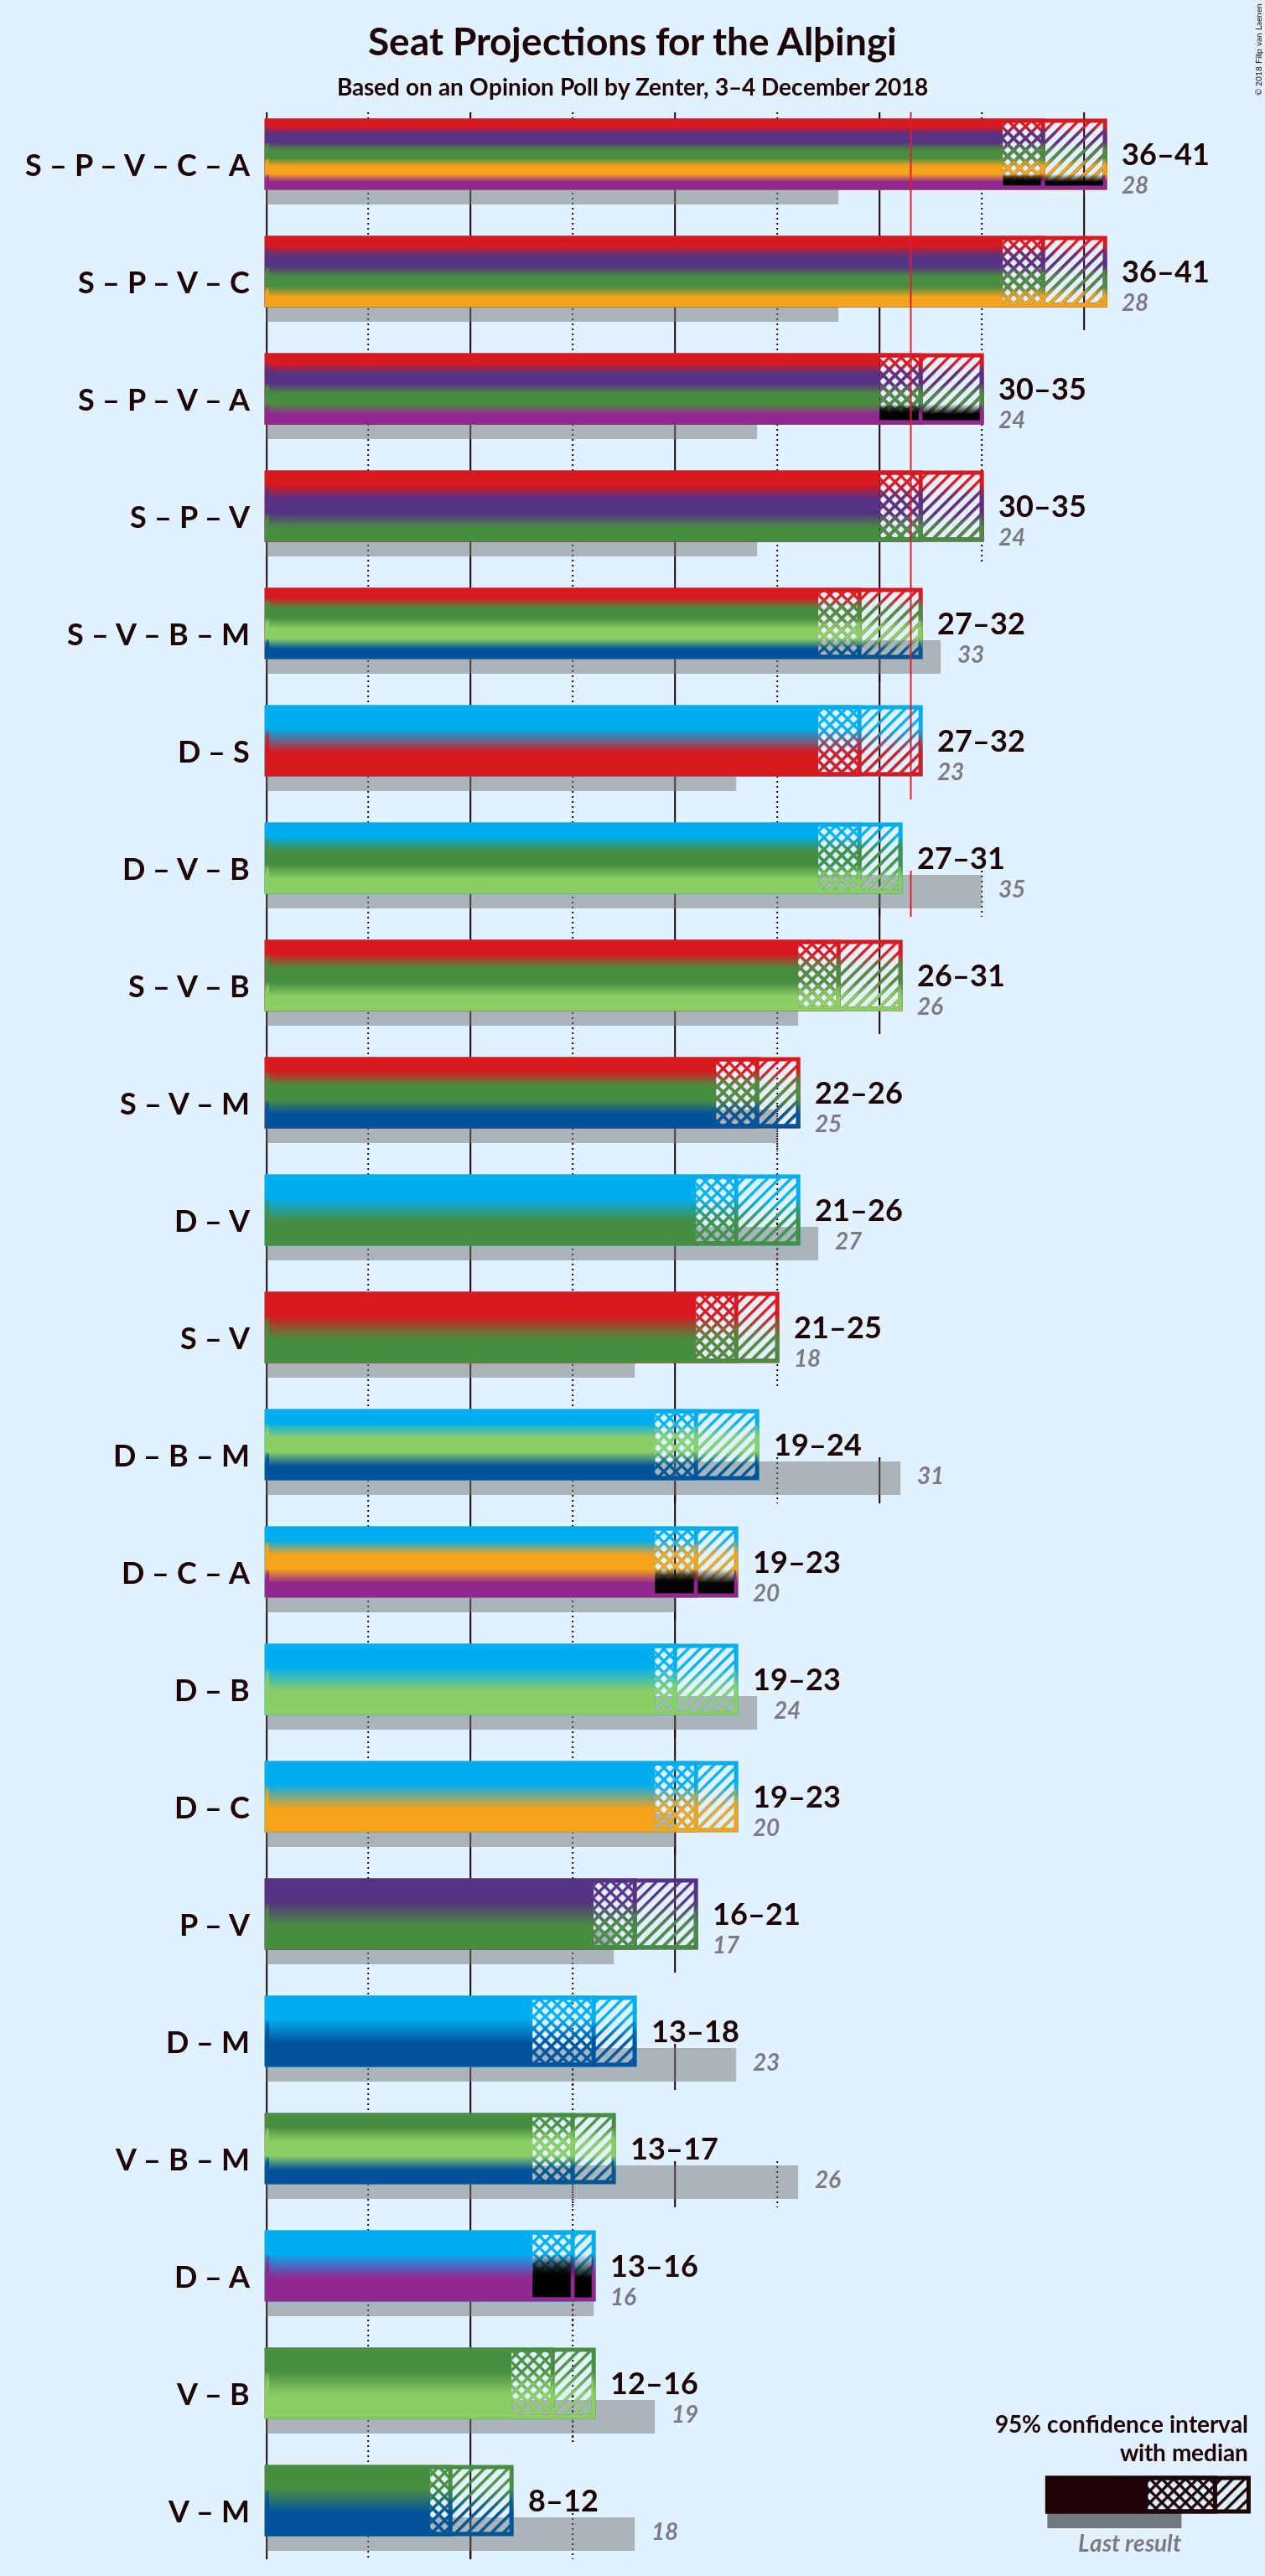 Seat Projections for the Alþingi
Based on an Opinion Poll by Zenter, 3–4 December 2018
© 2018 Filip van Laenen
S – P – V – C – A
36–41
28
S – P – V – C
36–41
28
S – P – V – A
30–35
24
S – P – V
30–35
24
S – V – B – M
27–32
33
D – S
27–32
23
D – V – B
27–31
35
S – V – B
26–31
26
S – V – M
22–26
25
D – V
21–26
27
S – V
21–25
18
D – B – M
19–24
31
D – C – A
19–23
20
D – B
19–23
24
D – C
19–23
20
P – V
16–21
17
D – M
13–18
23
V – B – M
13–17
26
D – A
13–16
16
V – B
12–16
19
V – M
8–12
18
95% confidence interval
with median
Last result